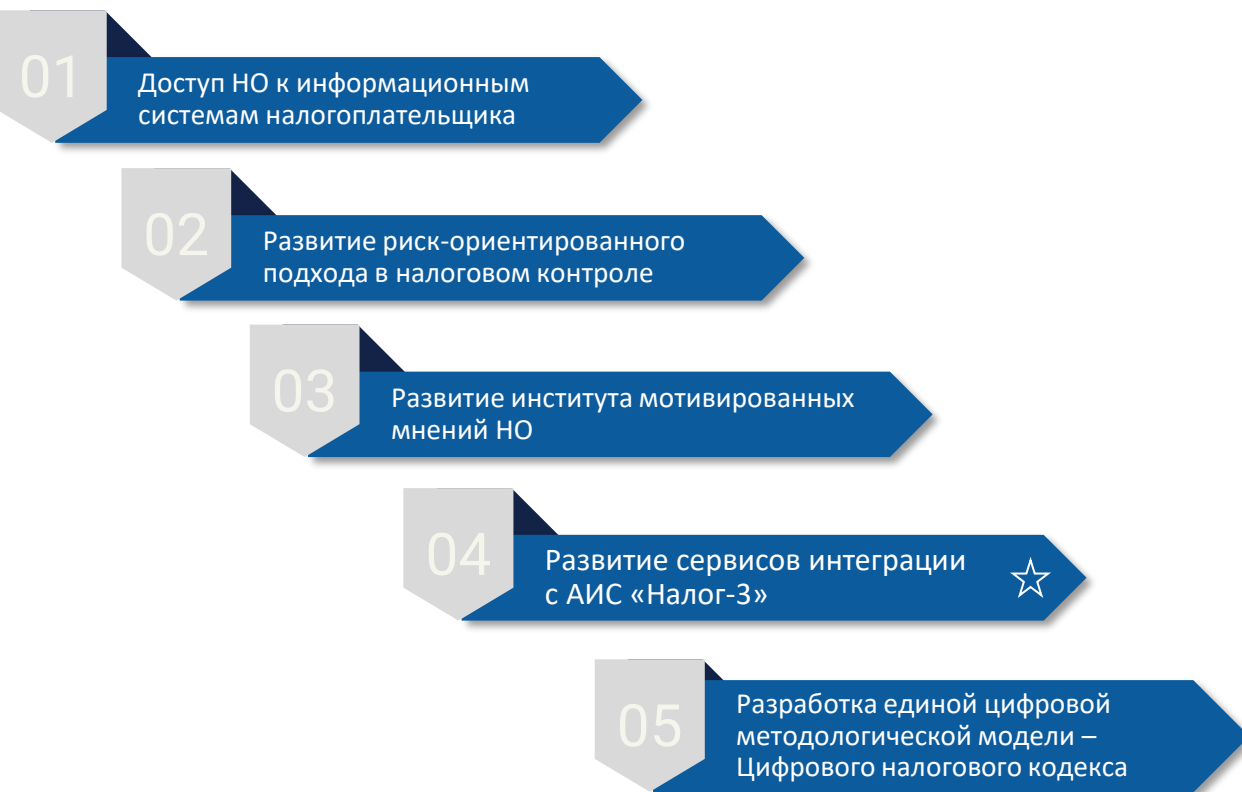 01
Доступ НО к информационным
системам налогоплательщика
02
Развитие риск-ориентированного
подхода в налоговом контроле
03
Развитие института мотивированных
мнений НО
04
Развитие сервисов интеграции
с АИС «Налог-3»
05
Разработка единой цифровой
методологической модели –
Цифрового налогового кодекса